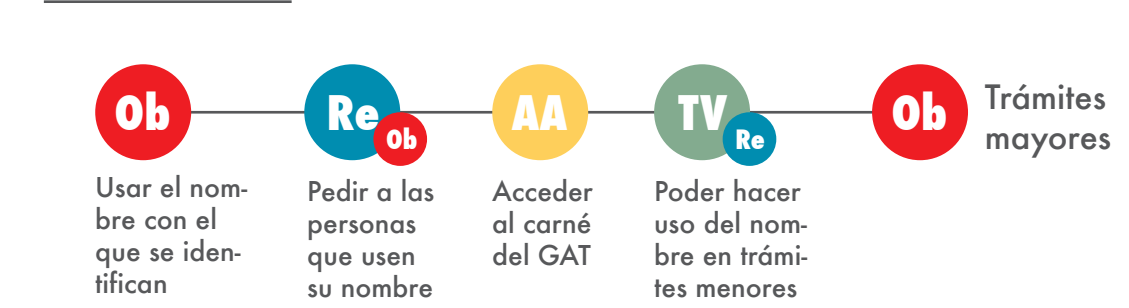 Ob
Re
Ob
AA
TV
Re
Ob
Trámites
mayores
Usar el nom-
bre con el
que se iden-
tifican
Pedir a las
personas
que usen
su nombre
Acceder
al carné
del GAT
Poder hacer
uso del nom-
bre en trámi-
tes menores